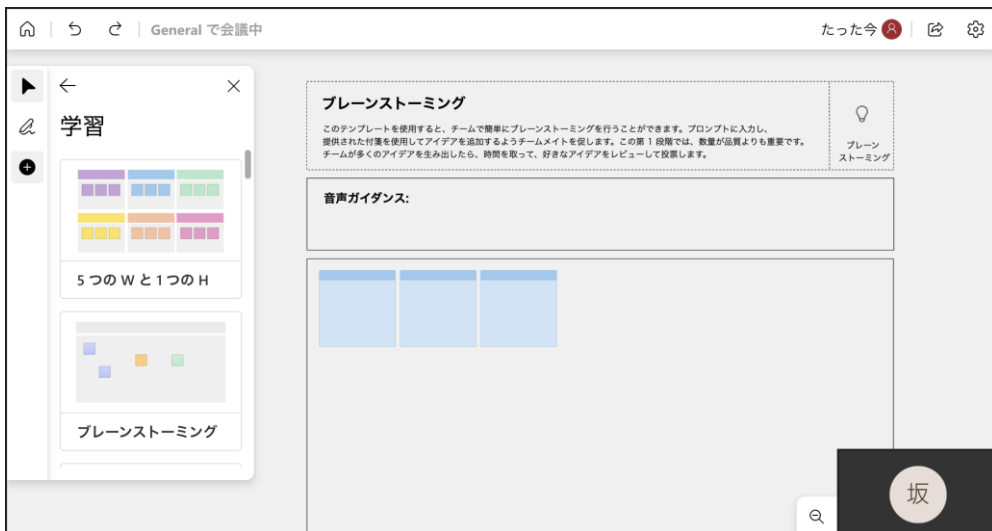 General で会議中
たった今
学習
5 つの W と 1 つの H
ブレーンストーミング
ブレーンストーミング
このテンプレートを使用すると、チームで簡単にブレーンストーミングを行うことができます。プロンプトに入力し、
提供された付箋を使用してアイデアを追加するようチームメイトを促します。この第 1 段階では、数量が品質よりも重要です。
チームが多くのアイデアを生み出したら、時間を取って、好きなアイデアをレビューして投票します。
ブレーン
ストーミング
音声ガイダンス:
坂